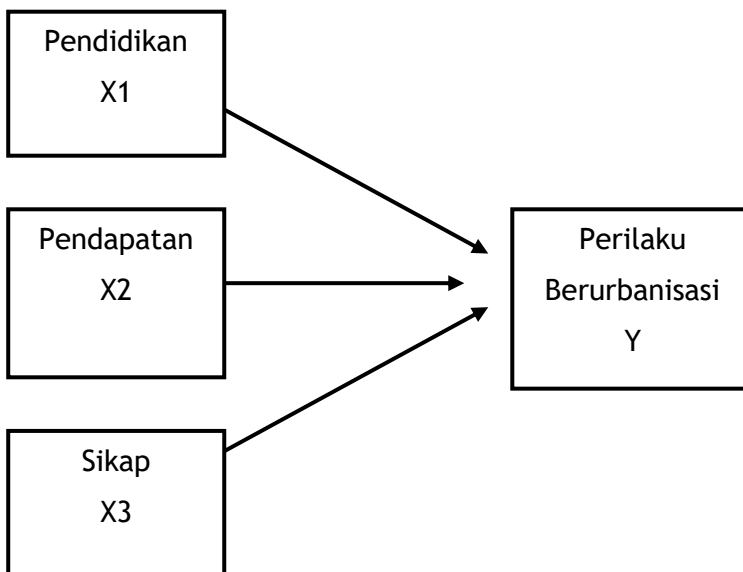 Pendidikan
X1
Pendapatan
X2
Sikap
X3
Perilaku
Berurbanisasi
Y